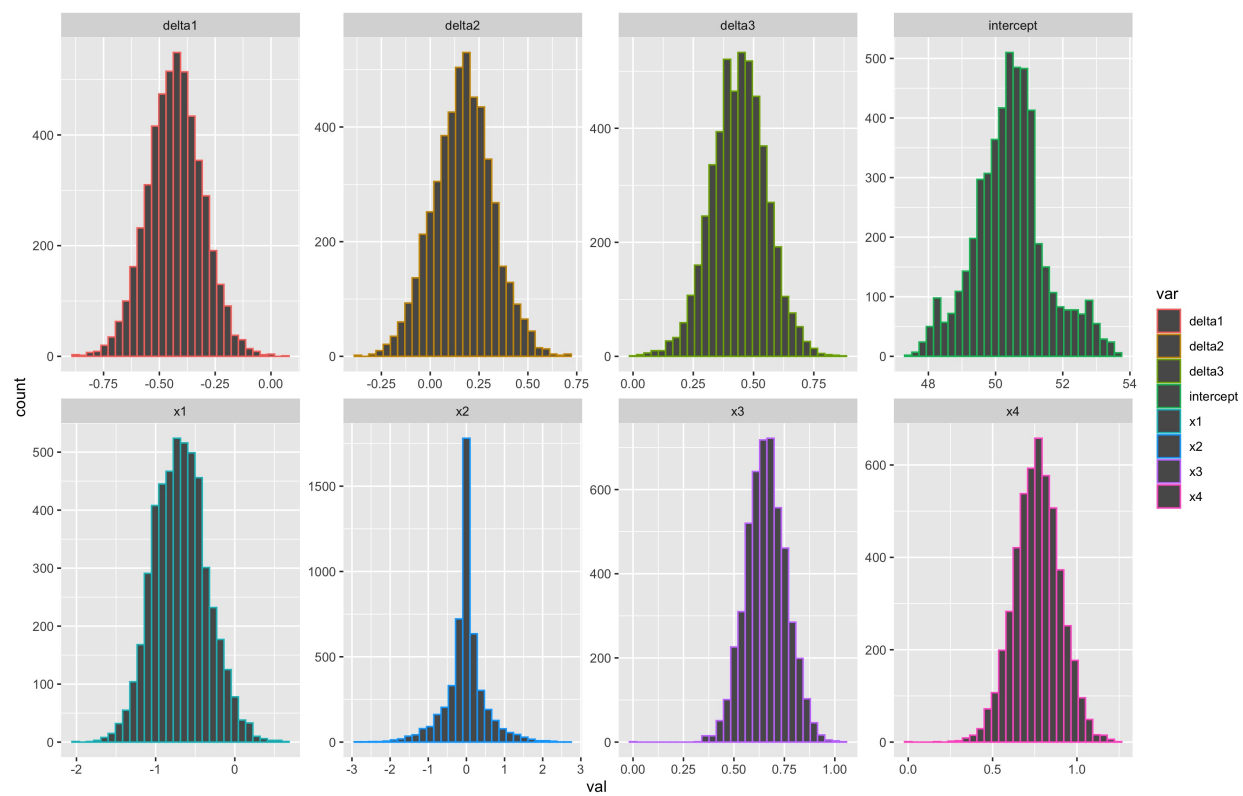 delta1 delta2 delta3 intercept
400
200
0
-0.75 -0.50 -0.25 0.00
400
200
0
-0.25 0.00 0.25 0.50 0.75
400
200
0
0.00 0.25 0.50 0.75
500
400
300
200
100
0
48 50 52 54
x1 x2 x3 x4
500
400
300
200
100
0
-2 -1 0
1500
1000
500
0
-3 -2 -1 0 1 2 3
600
400
200
0
0.00 0.25 0.50 0.75 1.00
600
400
200
0
0.0 0.5 1.0
count
val
var
delta1
delta2
delta3
intercept
x1
x2
x3
x4